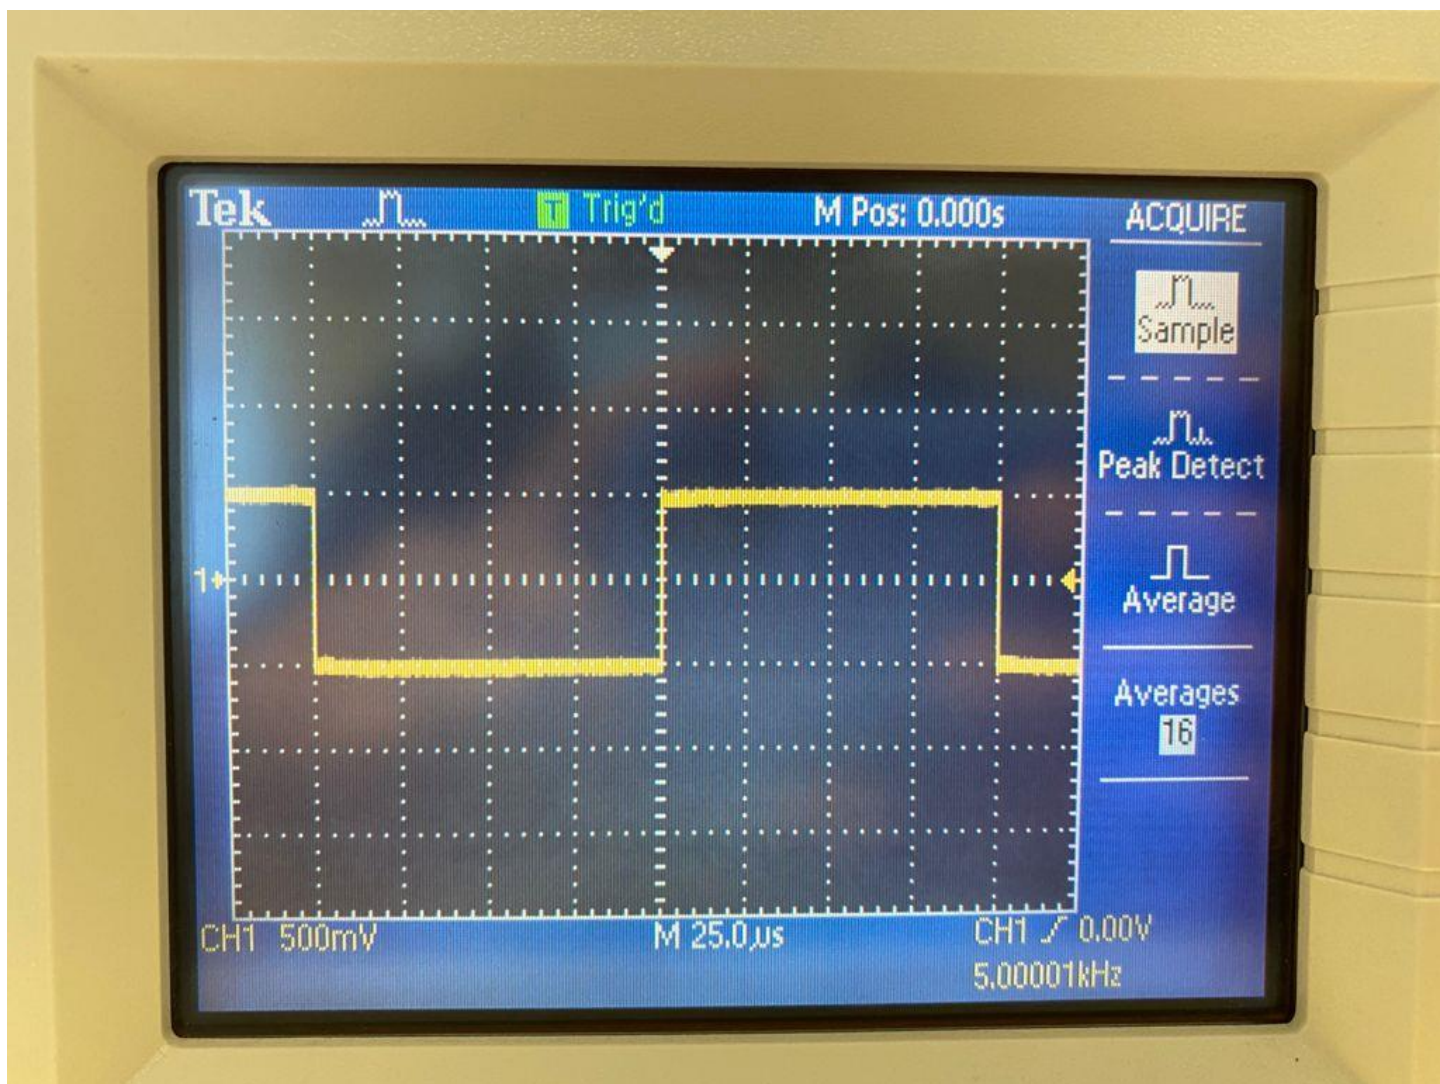 Tek T Trig'd M Pos: 0.000s ACQUIRE
Sample
Peak Detect
1
Average
Averages
16
CH1 500mV M 25.0µs CH1 0.00V
5.00001kHz